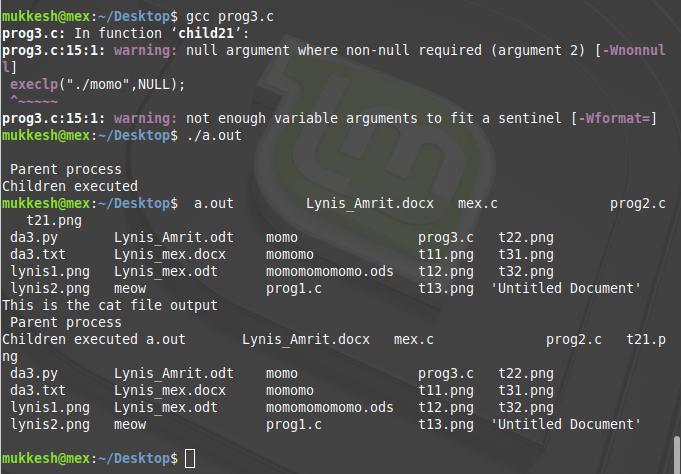 mukkesh@mex:~/Desktop$ gcc prog3.c
prog3.c: In function ‘child21’:
prog3.c:15:1: warning: null argument where non-null required (argument 2) [-Wnonnul
l]
 execlp("./momo",NULL);
 ^~~~~~
prog3.c:15:1: warning: not enough variable arguments to fit a sentinel [-Wformat=]
mukkesh@mex:~/Desktop$ ./a.out

 Parent process
Children executed
mukkesh@mex:~/Desktop$  a.out         Lynis_Amrit.docx   mex.c              prog2.c
   t21.png
 da3.py       Lynis_Amrit.odt    momo               prog3.c   t22.png
 da3.txt      Lynis_mex.docx     momomo             t11.png   t31.png
 lynis1.png   Lynis_mex.odt      momomomomomo.ods   t12.png   t32.png
 lynis2.png   meow               prog1.c            t13.png  'Untitled Document'
This is the cat file output
 Parent process
Children executed a.out       Lynis_Amrit.docx   mex.c              prog2.c   t21.p
ng
 da3.py       Lynis_Amrit.odt    momo               prog3.c   t22.png
 da3.txt      Lynis_mex.docx     momomo             t11.png   t31.png
 lynis1.png   Lynis_mex.odt      momomomomomo.ods   t12.png   t32.png
 lynis2.png   meow               prog1.c            t13.png  'Untitled Document'

mukkesh@mex:~/Desktop$